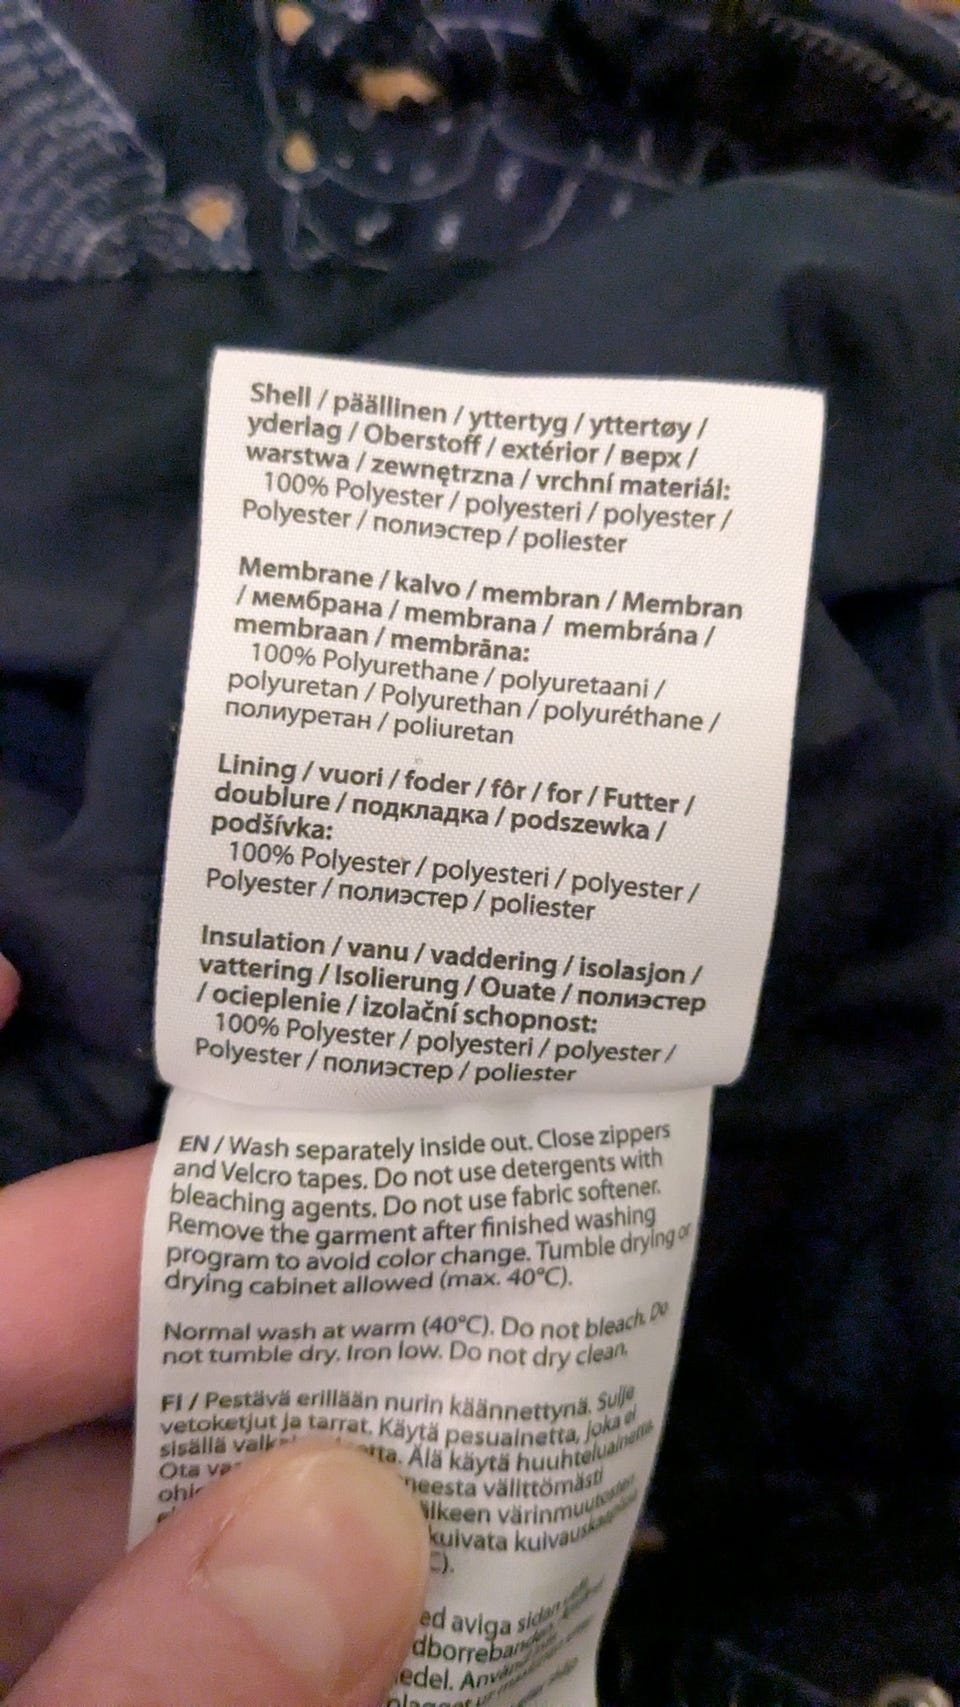 Shell / päällinen / yttertyg / yttertøy /
yderlag / Oberstoff / extérior / верх /
warstwa / zewnętrzna / vrchní materiál:
100% Polyester / polyesteri / polyester /
Polyester / полиэстер / poliester
Membrane / kalvo / membran / Membran
/ мембрана / membrana / membrána /
membraan / membrāna:
100% Polyurethane / polyuretaani /
polyuretan / Polyurethan / polyuréthane /
полиуретан / poliuretan
Lining / vuori / foder / fôr / for / Futter /
doublure / подкладка / podszewka /
podšívka:
100% Polyester / polyesteri / polyester /
Polyester / полиэстер / poliester
Insulation / vanu / vaddering / isolasjon /
vattering / Isolierung / Ouate / полиэстер
/ ocieplenie / izolační schopnost:
100% Polyester / polyesteri / polyester /
Polyester / полиэстер / poliester
EN / Wash separately inside out. Close zippers
and Velcro tapes. Do not use detergents with
bleaching agents. Do not use fabric softener.
Remove the garment after finished washing
program to avoid color change. Tumble drying or
drying cabinet allowed (max. 40°C).
Normal wash at warm (40°C). Do not bleach. Do
not tumble dry. Iron low. Do not dry clean.
FI / Pestävä erillään nurin käännettynä. Sulje
vetoketjut ja tarrat. Käytä pesuainetta, joka ei
sisällä Älä käytä huuhteluainetta.
Ota välittömästi
värinmuutosten
kuivata kuivauskaapissa
aviga sidan